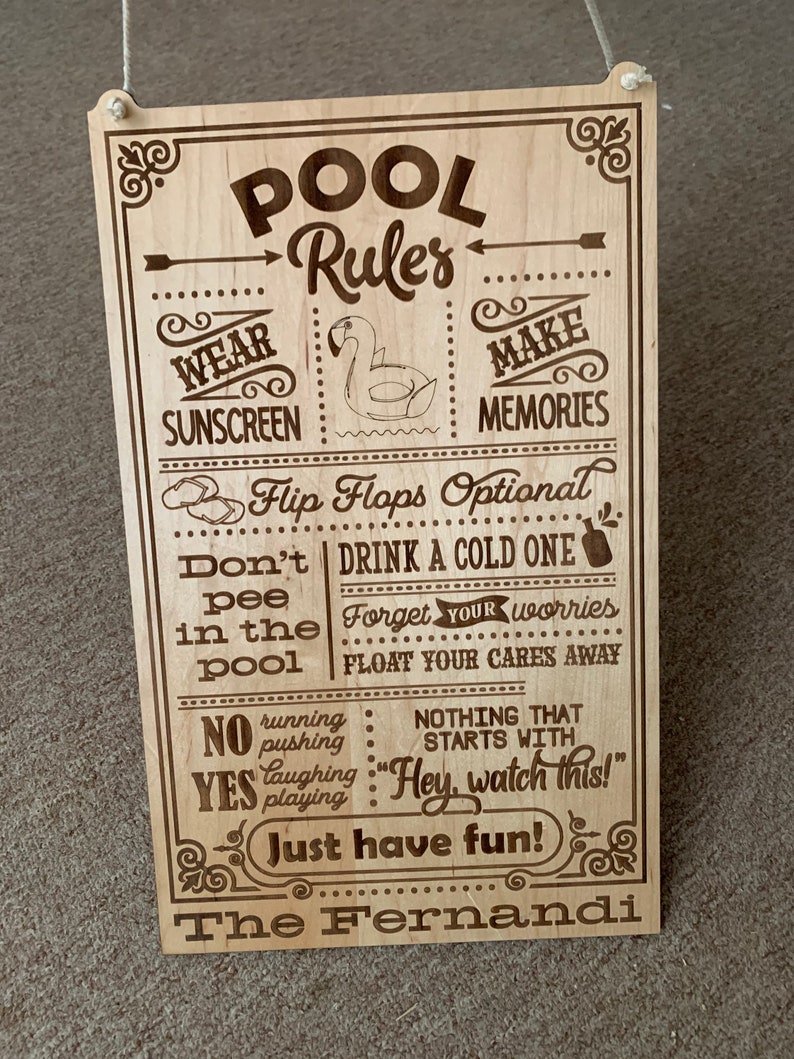 POOL
Rules
WEAR
SUNSCREEN
MAKE
MEMORIES
Flip Flops Optional
Don't
pee
in the
pool
DRINK A COLD ONE
Forget YOUR worries
FLOAT YOUR CARES AWAY
NO running
pushing
YES laughing
playing
NOTHING THAT
STARTS WITH
"Hey, watch this!"
Just have fun!
The Fernandi